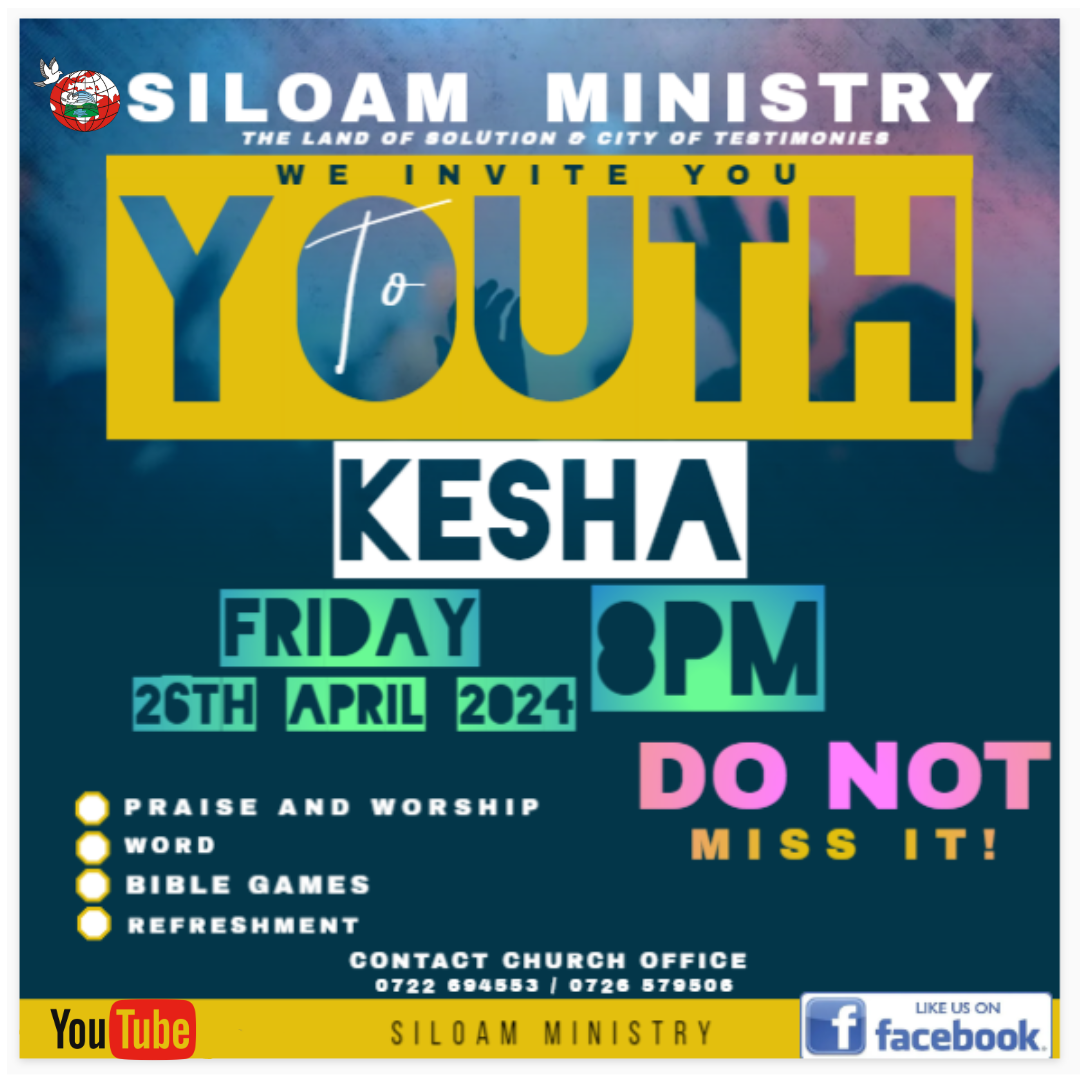 SILOAM MINISTRY
THE LAND OF SOLUTION & CITY OF TESTIMONIES
WE INVITE YOU
To
YOUTH
KESHA
FRIDAY
8PM
26TH APRIL 2024
DO NOT
MISS IT!
PRAISE AND WORSHIP
WORD
BIBLE GAMES
REFRESHMENT
CONTACT CHURCH OFFICE
0722 694553 / 0726 579506
YouTube
SILOAM MINISTRY
LIKE US ON
facebook